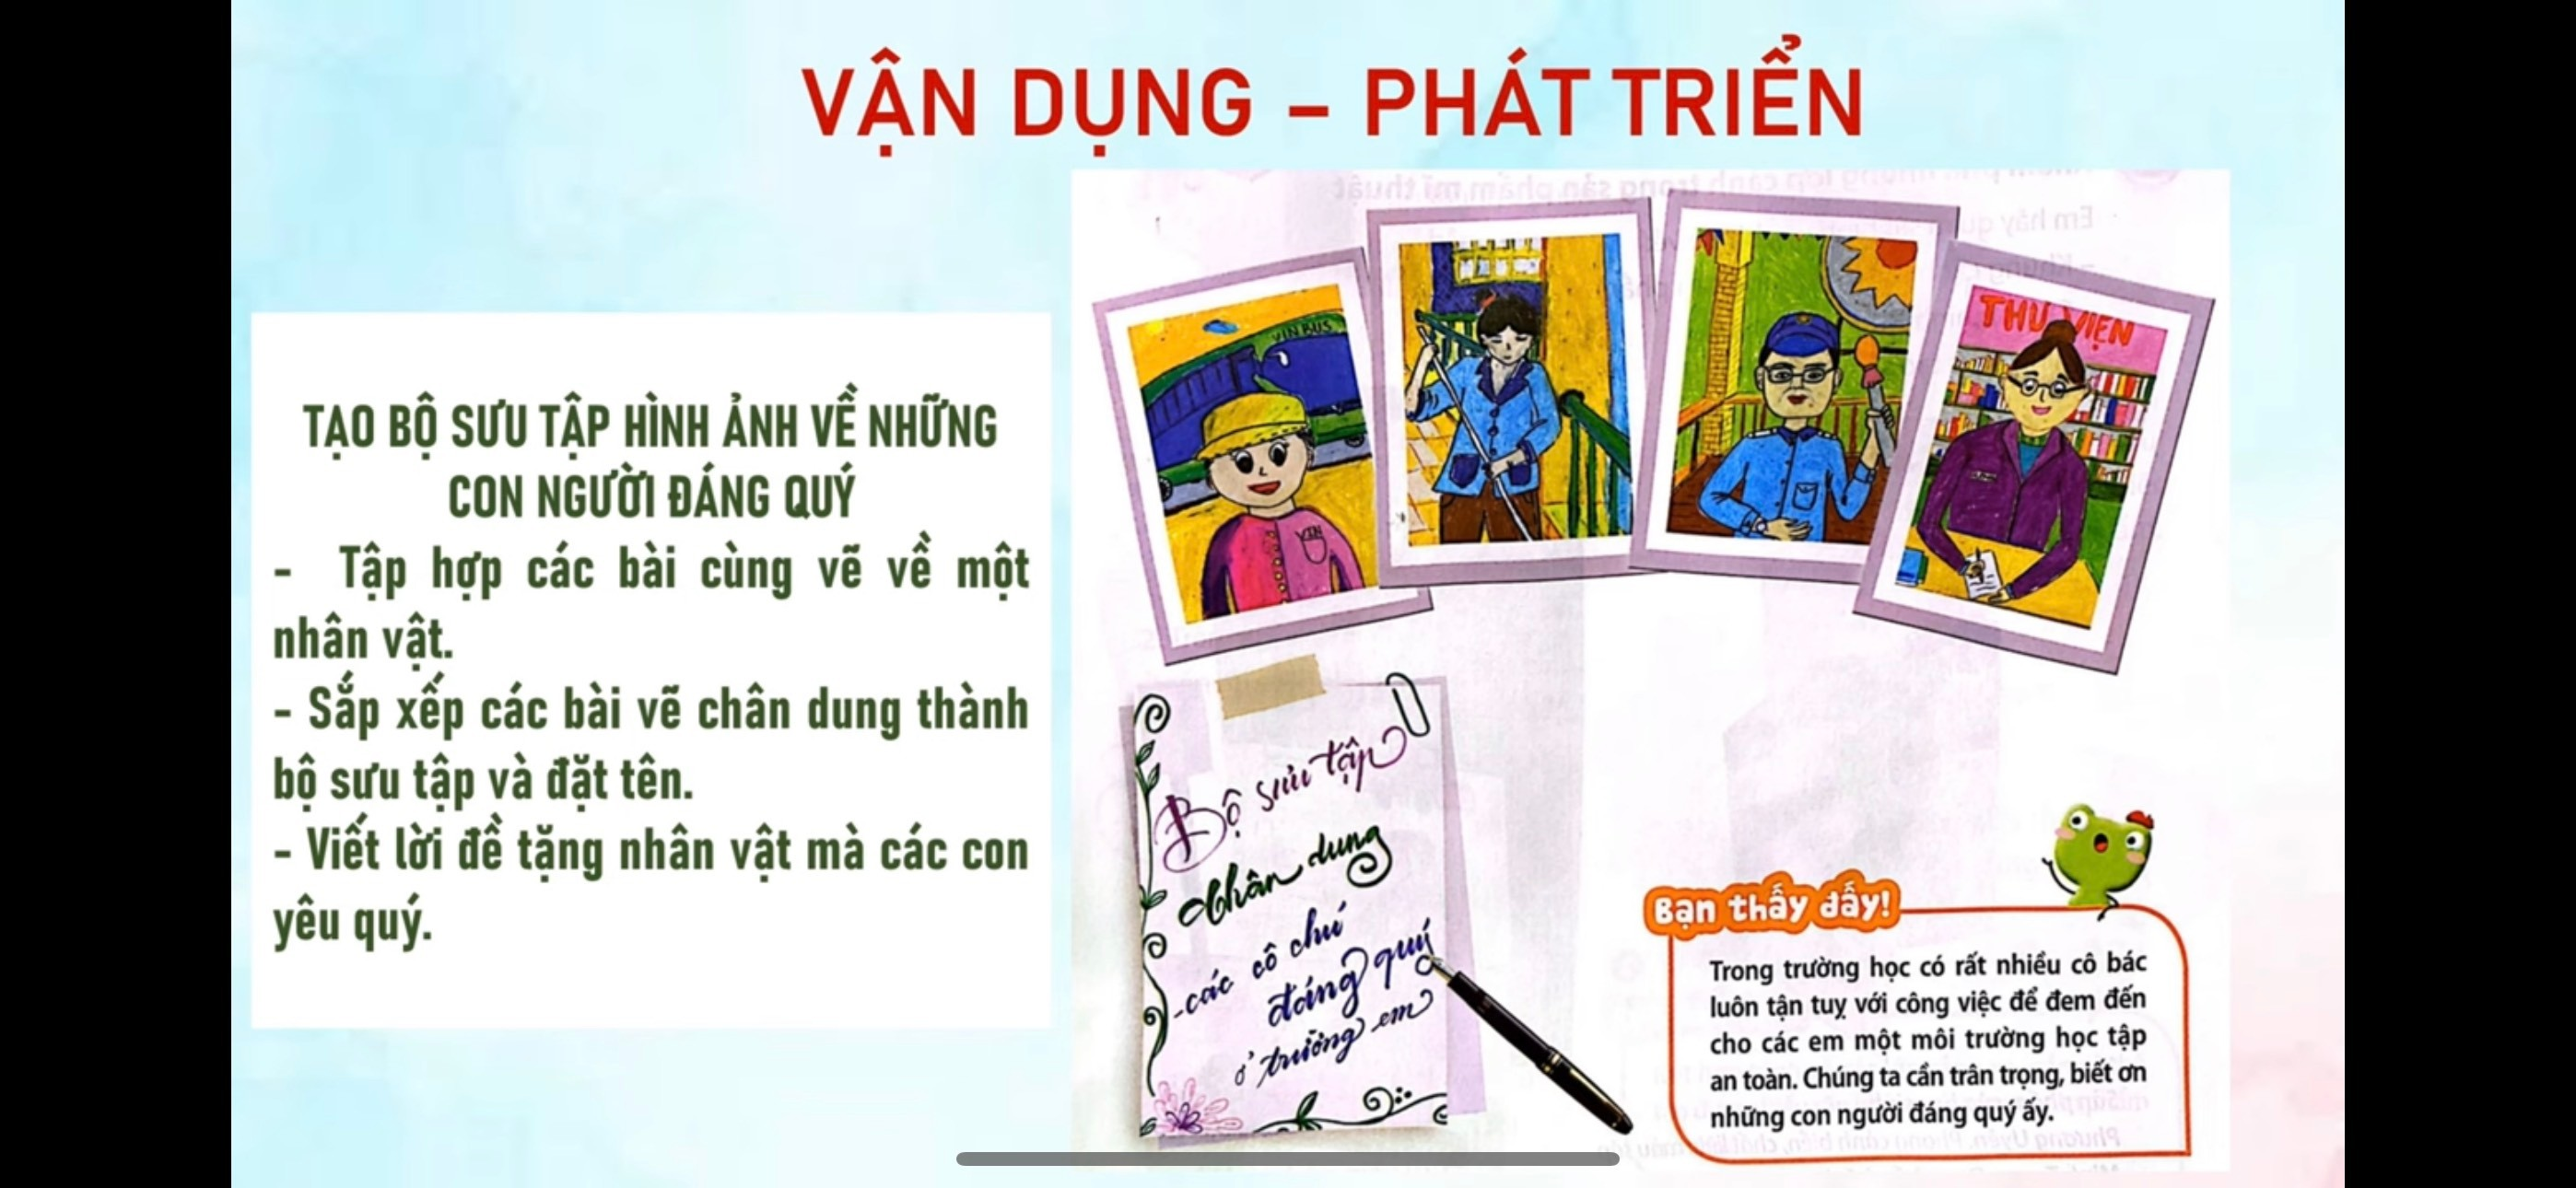 VẬN DỤNG – PHÁT TRIỂN
TẠO BỘ SƯU TẬP HÌNH ẢNH VỀ NHỮNG
CON NGƯỜI ĐÁNG QUÝ
- Tập hợp các bài cùng vẽ về một
nhân vật.
- Sắp xếp các bài vẽ chân dung thành
bộ sưu tập và đặt tên.
- Viết lời đề tặng nhân vật mà các con
yêu quý.
VINBUS
VIN
THƯ VIỆN
Bộ sưu tập
chân dung
các cô chú
đáng quý
ở trường em
Bạn thấy đấy!
Trong trường học có rất nhiều cô bác
luôn tận tuỵ với công việc để đem đến
cho các em một môi trường học tập
an toàn. Chúng ta cần trân trọng, biết ơn
những con người đáng quý ấy.